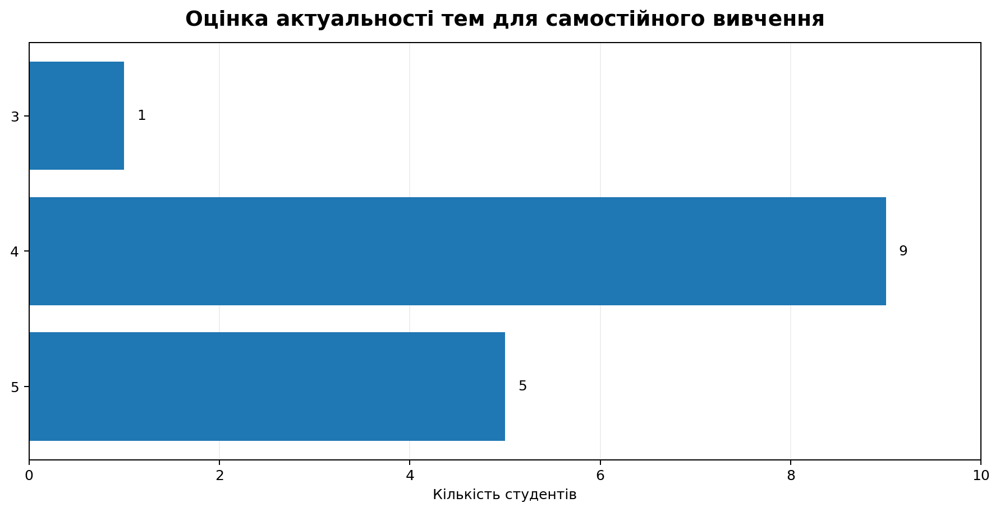 Оцінка актуальності тем для самостійного вивчення
3
1
4
9
5
5
0 2 4 6 8 10
Кількість студентів